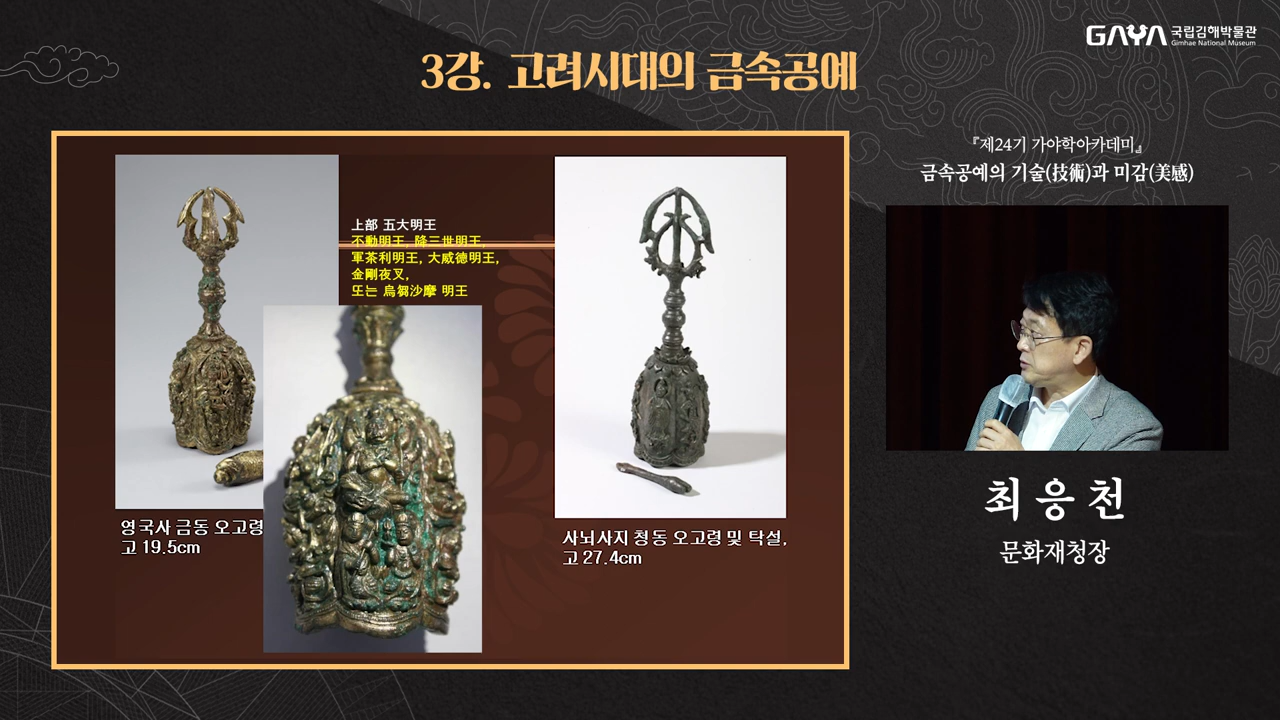 GAYA 국립김해박물관
Gimhae National Museum
3강. 고려시대의 금속공예
『제24기 가야학아카데미』
금속공예의 기술(技術)과 미감(美感)
上部 五大明王
不動明王, 降三世明王,
軍茶利明王, 大威德明王,
金剛夜叉,
또는 烏芻沙摩 明王
영국사 금동 오고령
고 19.5cm
사뇌사지 청동 오고령 및 탁설,
고 27.4cm
최응천
문화재청장